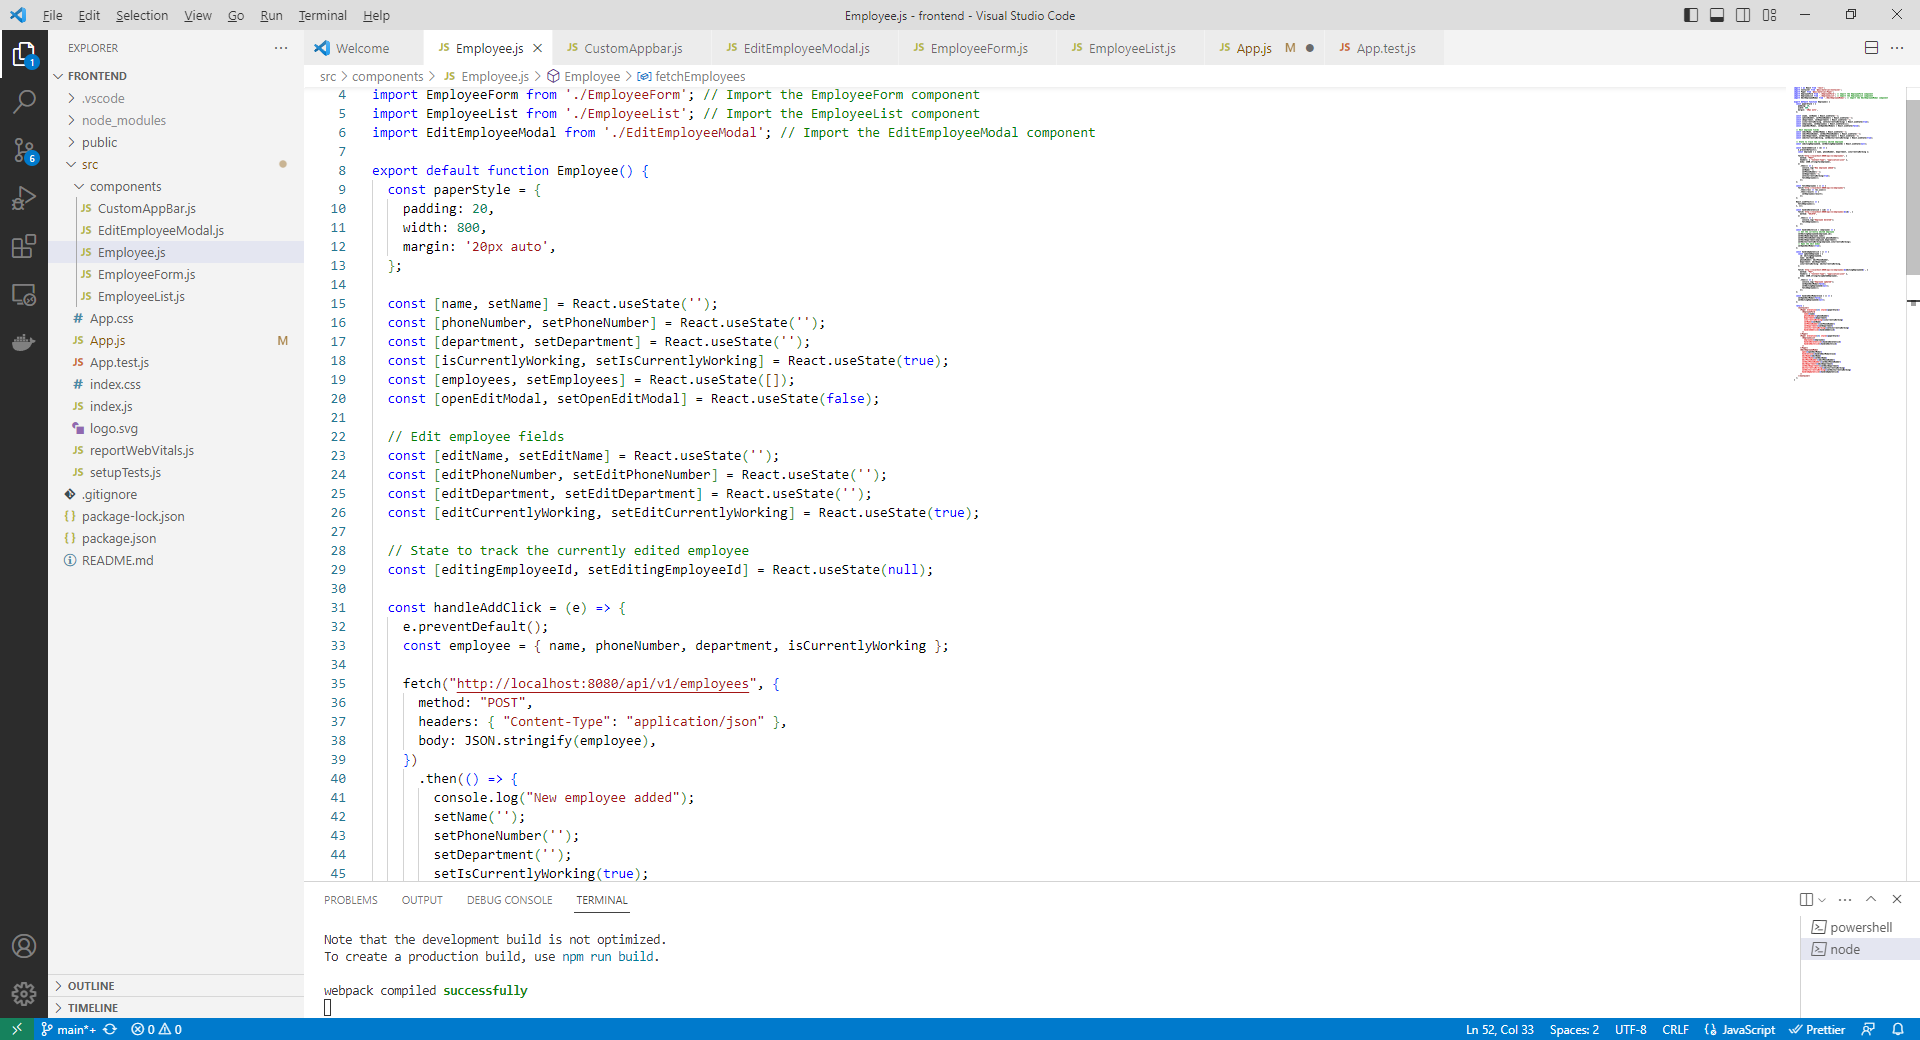 File Edit Selection View Go Run Terminal Help
Employee.js - frontend - Visual Studio Code
EXPLORER
FRONTEND
.vscode
node_modules
public
src
components
CustomAppBar.js
EditEmployeeModal.js
Employee.js
EmployeeForm.js
EmployeeList.js
App.css
App.js M
App.test.js
index.css
index.js
logo.svg
reportWebVitals.js
setupTests.js
.gitignore
package-lock.json
package.json
README.md
OUTLINE
TIMELINE
1
6
Welcome JS Employee.js JS CustomAppbar.js JS EditEmployeeModal.js JS EmployeeForm.js JS EmployeeList.js JS App.js M JS App.test.js
src > components > JS Employee.js > Employee > fetchEmployees
4 import EmployeeForm from './EmployeeForm'; // Import the EmployeeForm component
5 import EmployeeList from './EmployeeList'; // Import the EmployeeList component
6 import EditEmployeeModal from './EditEmployeeModal'; // Import the EditEmployeeModal component
7
8 export default function Employee() {
9 const paperStyle = {
10 padding: 20,
11 width: 800,
12 margin: '20px auto',
13 };
14
15 const [name, setName] = React.useState('');
16 const [phoneNumber, setPhoneNumber] = React.useState('');
17 const [department, setDepartment] = React.useState('');
18 const [isCurrentlyWorking, setIsCurrentlyWorking] = React.useState(true);
19 const [employees, setEmployees] = React.useState([]);
20 const [openEditModal, setOpenEditModal] = React.useState(false);
21
22 // Edit employee fields
23 const [editName, setEditName] = React.useState('');
24 const [editPhoneNumber, setEditPhoneNumber] = React.useState('');
25 const [editDepartment, setEditDepartment] = React.useState('');
26 const [editCurrentlyWorking, setEditCurrentlyWorking] = React.useState(true);
27
28 // State to track the currently edited employee
29 const [editingEmployeeId, setEditingEmployeeId] = React.useState(null);
30
31 const handleAddClick = (e) => {
32 e.preventDefault();
33 const employee = { name, phoneNumber, department, isCurrentlyWorking };
34
35 fetch("http://localhost:8080/api/v1/employees", {
36 method: "POST",
37 headers: { "Content-Type": "application/json" },
38 body: JSON.stringify(employee),
39 })
40 .then(() => {
41 console.log("New employee added");
42 setName('');
43 setPhoneNumber('');
44 setDepartment('');
45 setIsCurrentlyWorking(true);
PROBLEMS OUTPUT DEBUG CONSOLE TERMINAL
Note that the development build is not optimized.
To create a production build, use npm run build.
webpack compiled successfully
powershell
node
main*+ 0 0 Ln 52, Col 33 Spaces: 2 UTF-8 CRLF JavaScript Prettier